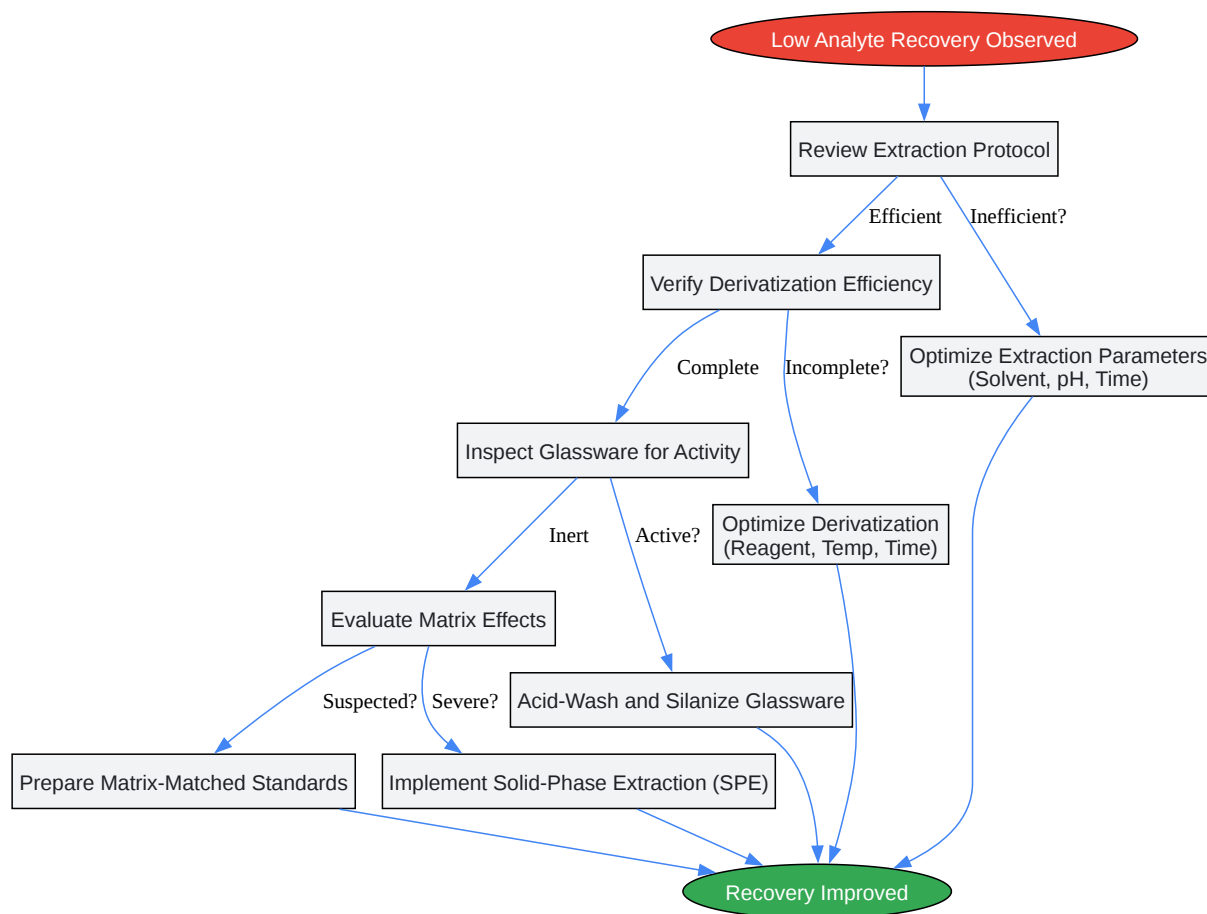 Low Analyte Recovery Observed
Review Extraction Protocol
Efficient
Inefficient?
Verify Derivatization Efficiency
Optimize Extraction Parameters
(Solvent, pH, Time)
Complete
Incomplete?
Inspect Glassware for Activity
Optimize Derivatization
(Reagent, Temp, Time)
Inert
Active?
Evaluate Matrix Effects
Acid-Wash and Silanize Glassware
Suspected?
Severe?
Prepare Matrix-Matched Standards
Implement Solid-Phase Extraction (SPE)
Recovery Improved